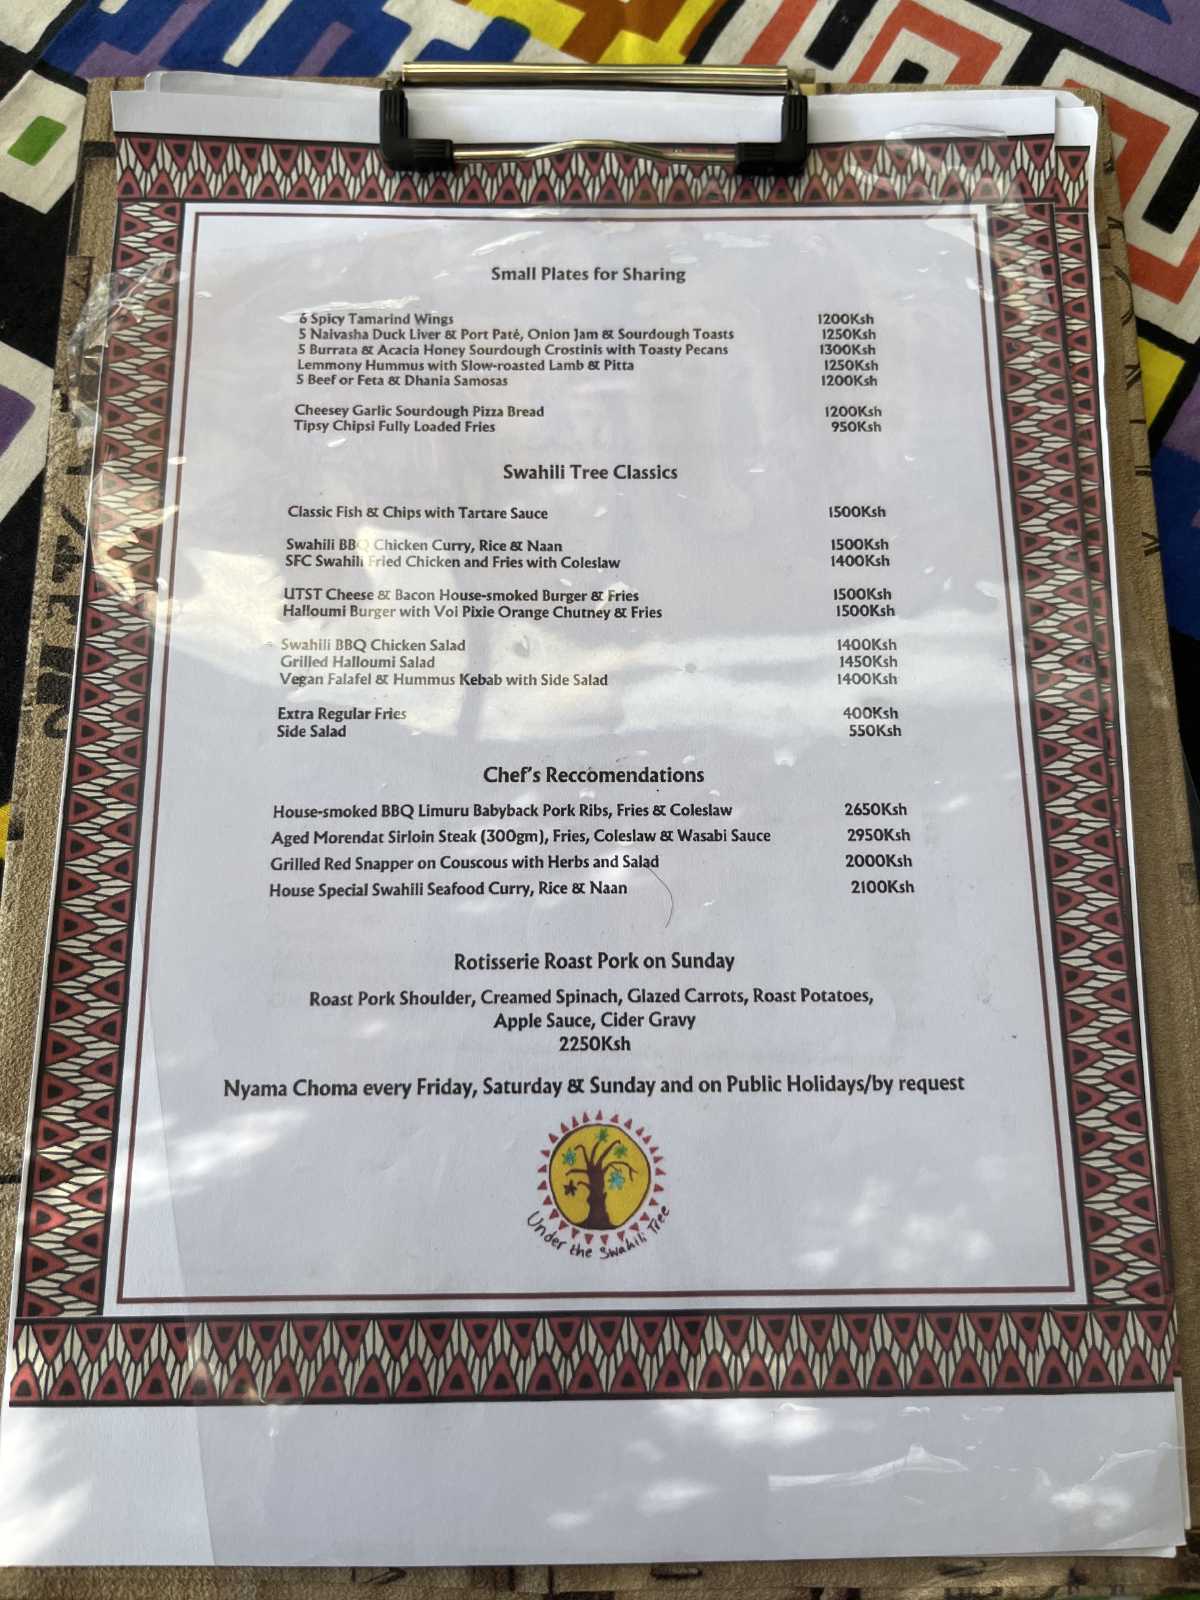 Small Plates for Sharing
6 Spicy Tamarind Wings 1200Ksh
5 Naivasha Duck Liver & Port Paté, Onion Jam & Sourdough Toasts 1250Ksh
5 Burrata & Acacia Honey Sourdough Crostinis with Toasty Pecans 1300Ksh
Lemmony Hummus with Slow-roasted Lamb & Pitta 1250Ksh
5 Beef or Feta & Dhania Samosas 1200Ksh
Cheesey Garlic Sourdough Pizza Bread 1200Ksh
Tipsy Chipsi Fully Loaded Fries 950Ksh
Swahili Tree Classics
Classic Fish & Chips with Tartare Sauce 1500Ksh
Swahili BBQ Chicken Curry, Rice & Naan 1500Ksh
SFC Swahili Fried Chicken and Fries with Coleslaw 1400Ksh
UTST Cheese & Bacon House-smoked Burger & Fries 1500Ksh
Halloumi Burger with Voi Pixie Orange Chutney & Fries 1500Ksh
Swahili BBQ Chicken Salad 1400Ksh
Grilled Halloumi Salad 1450Ksh
Vegan Falafel & Hummus Kebab with Side Salad 1400Ksh
Extra Regular Fries 400Ksh
Side Salad 550Ksh
Chef's Reccomendations
House-smoked BBQ Limuru Babyback Pork Ribs, Fries & Coleslaw 2650Ksh
Aged Morendat Sirloin Steak (300gm), Fries, Coleslaw & Wasabi Sauce 2950Ksh
Grilled Red Snapper on Couscous with Herbs and Salad 2000Ksh
House Special Swahili Seafood Curry, Rice & Naan 2100Ksh
Rotisserie Roast Pork on Sunday
Roast Pork Shoulder, Creamed Spinach, Glazed Carrots, Roast Potatoes,
Apple Sauce, Cider Gravy
2250Ksh
Nyama Choma every Friday, Saturday & Sunday and on Public Holidays/by request
Under the Swahili Tree